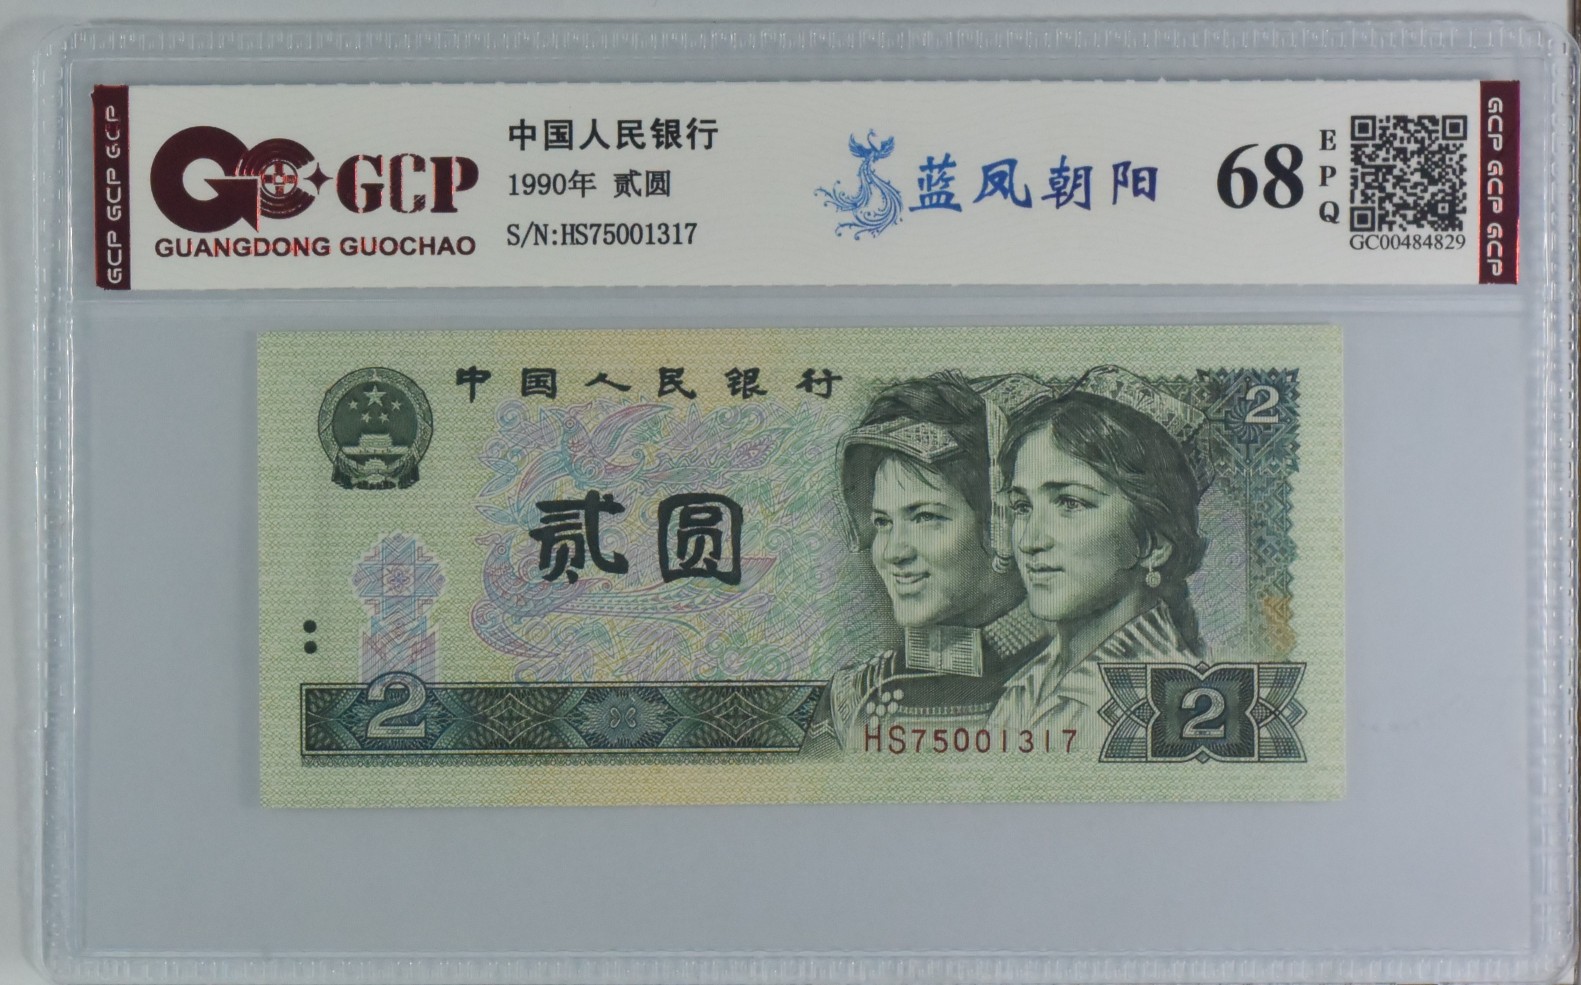 GCP GCP GCP
GCP
GUANGDONG GUOCHAO
中国人民银行
1990年 贰圆
S/N:HS75001317
蓝凤朝阳
68
EPQ
GC00484829
GCP GCP GCP
中国人民银行
2
贰圆
2
HS75001317
2